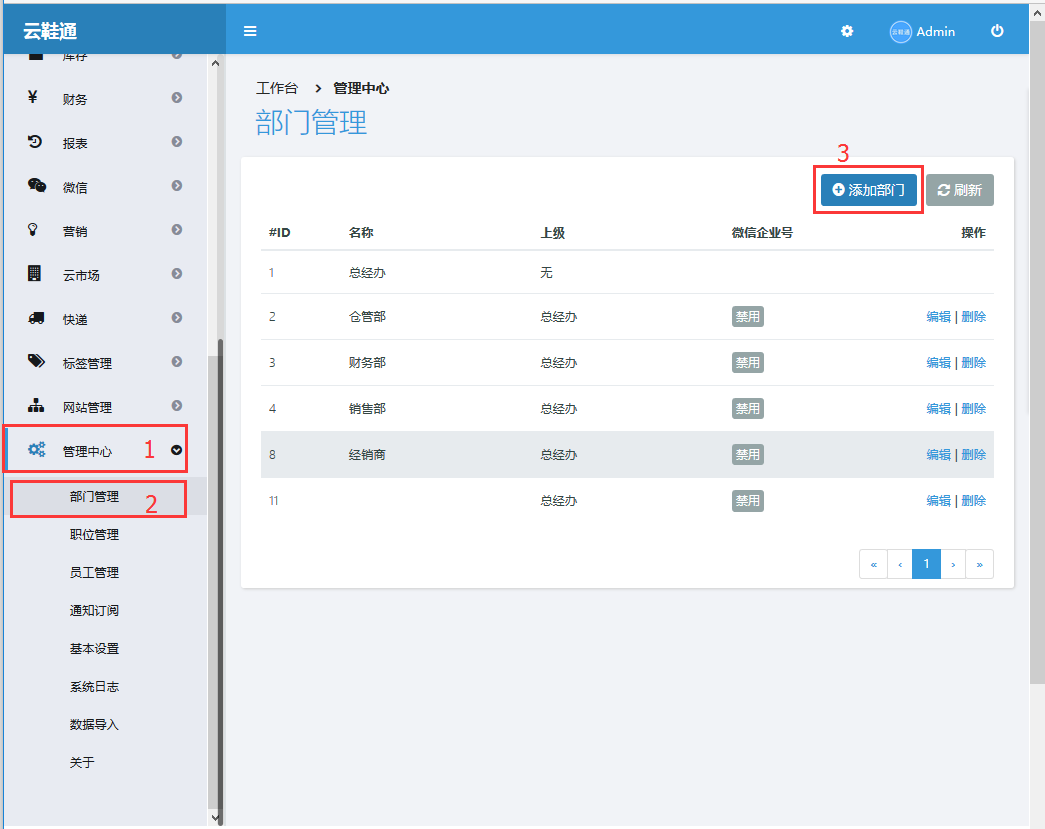 云鞋通
Admin
库存
财务
报表
微信
营销
云市场
快递
标签管理
网站管理
管理中心 1
部门管理 2
职位管理
员工管理
通知订阅
基本设置
系统日志
数据导入
关于
工作台 > 管理中心
部门管理
3
添加部门 刷新
#ID 名称 上级 微信企业号 操作
1 总经办 无
2 仓管部 总经办 禁用 编辑 | 删除
3 财务部 总经办 禁用 编辑 | 删除
4 销售部 总经办 禁用 编辑 | 删除
8 经销商 总经办 禁用 编辑 | 删除
11 总经办 禁用 编辑 | 删除
« ‹ 1 › »